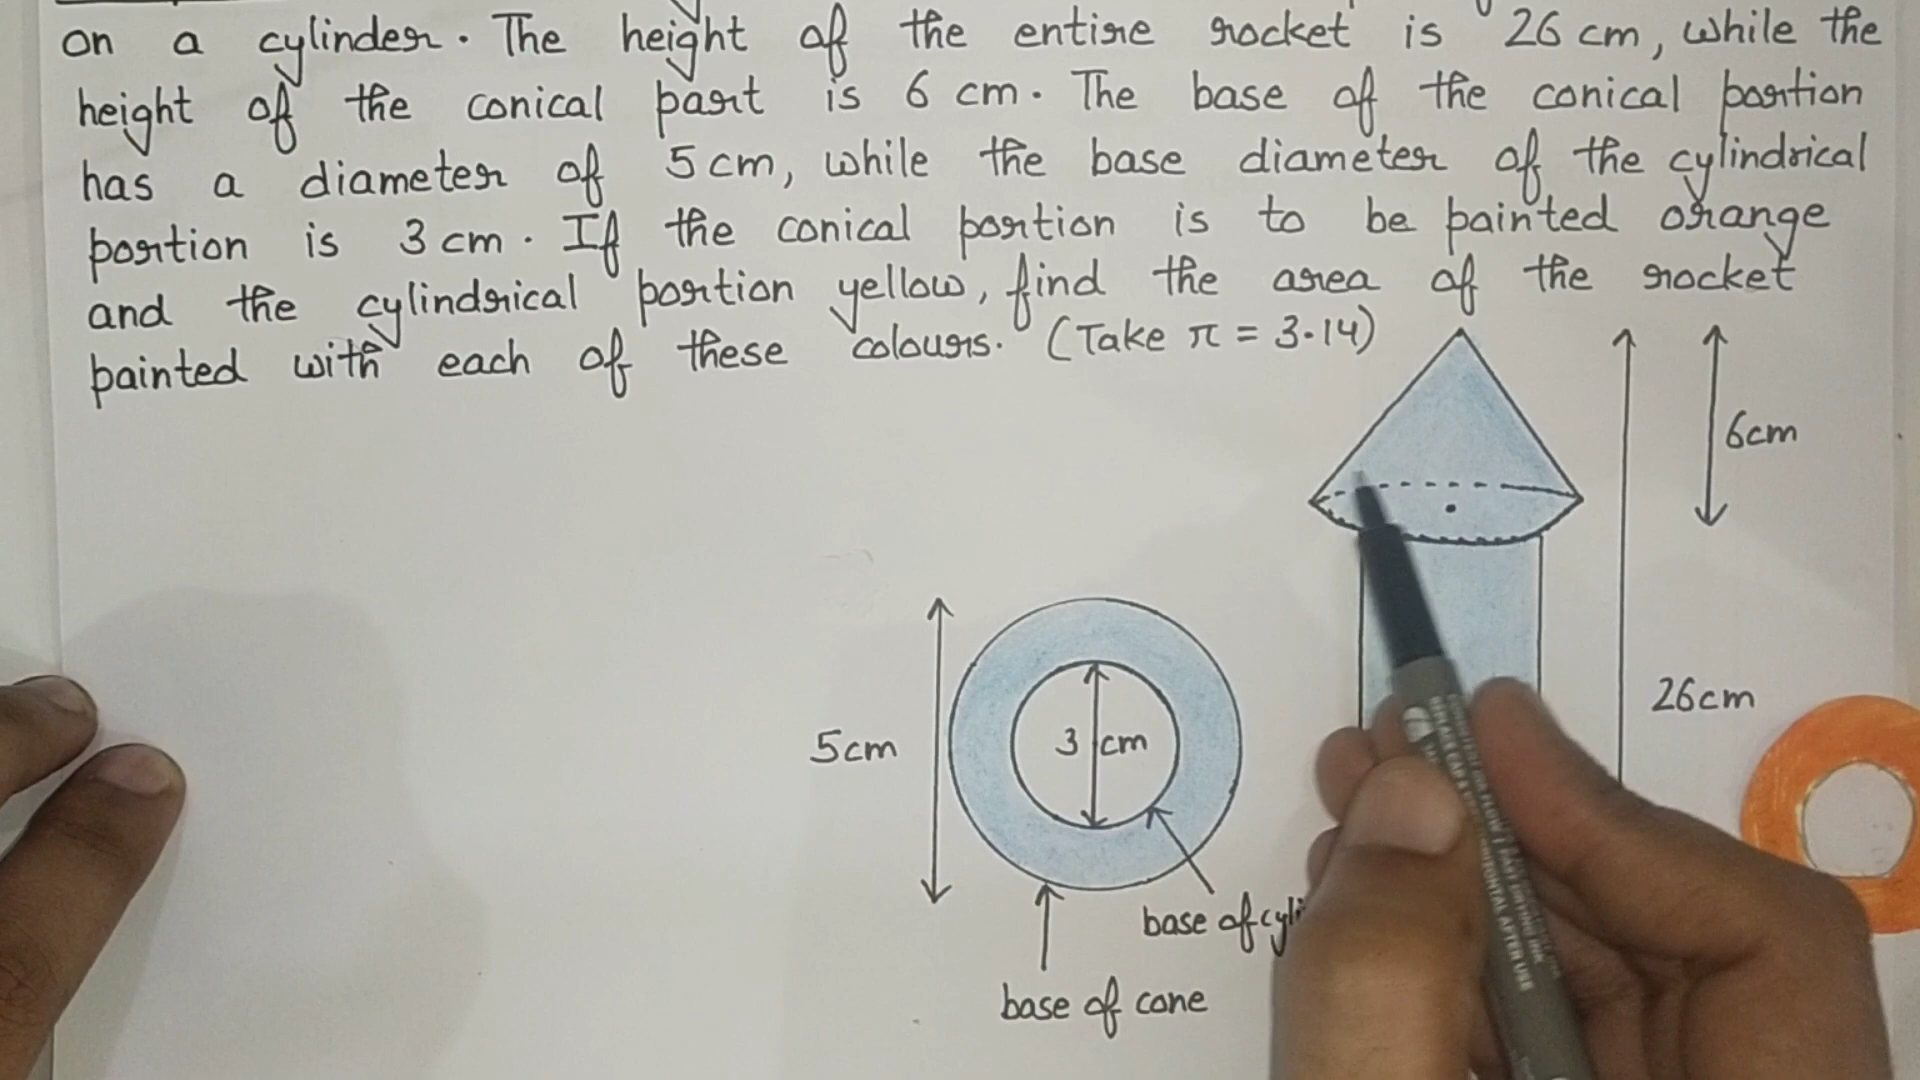 on a cylinder. The height of the entire rocket is 26 cm, while the
height of the conical part is 6 cm. The base of the conical portion
has a diameter of 5 cm, while the base diameter of the cylindrical
portion is 3 cm. If the conical portion is to be painted orange
and the cylindrical portion yellow, find the area of the rocket
painted with each of these colours. (Take π = 3.14)
6cm
26cm
5cm
3 cm
base of cyli
base of cone